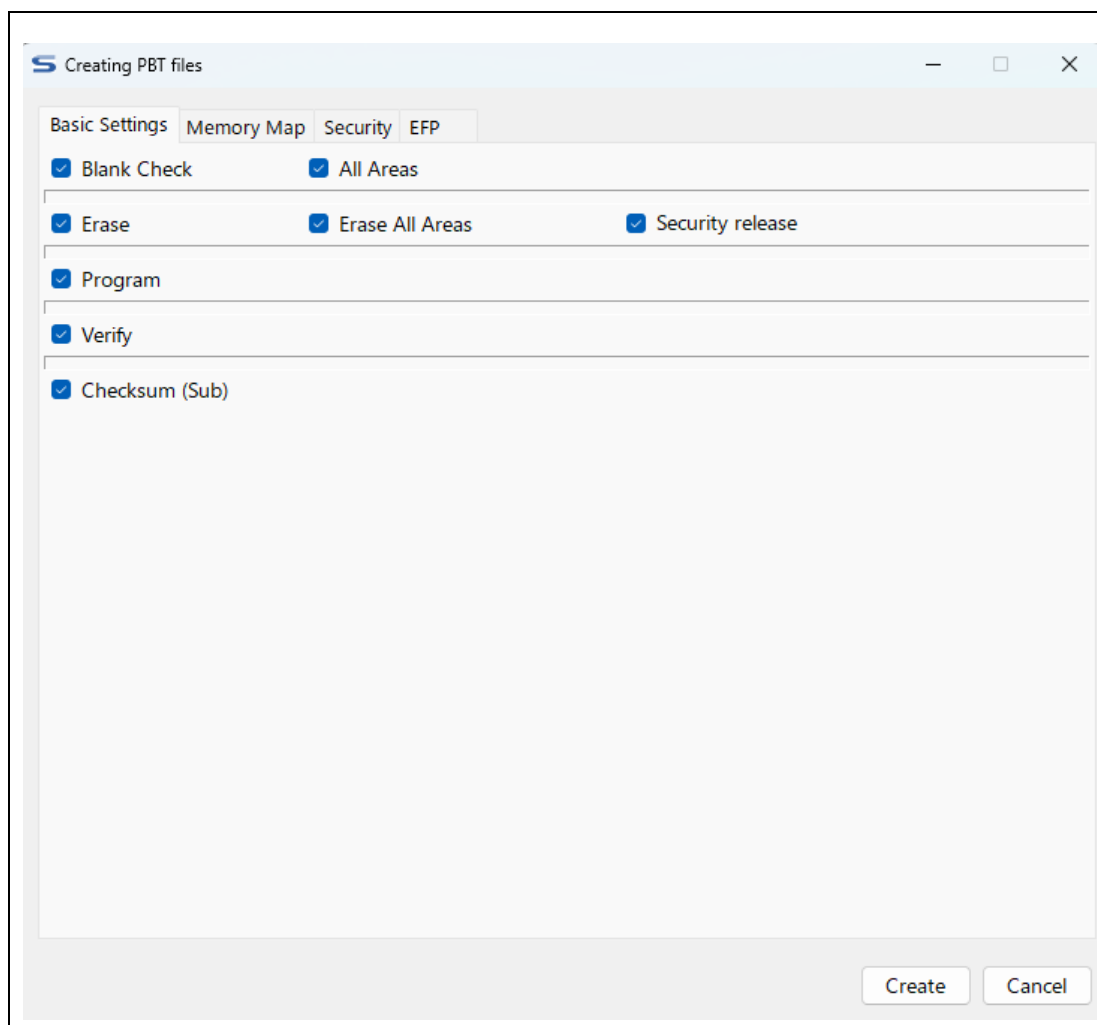 Creating PBT files
Basic Settings Memory Map Security EFP
Blank Check All Areas
Erase Erase All Areas Security release
Program
Verify
Checksum (Sub)
Create Cancel